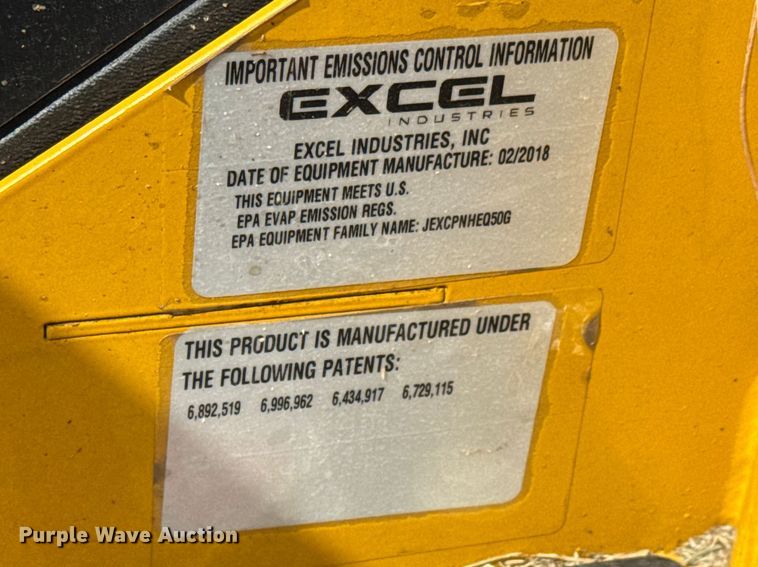 IMPORTANT EMISSIONS CONTROL INFORMATION
EXCEL
INDUSTRIES
EXCEL INDUSTRIES, INC
DATE OF EQUIPMENT MANUFACTURE: 02/2018
THIS EQUIPMENT MEETS U.S.
EPA EVAP EMISSION REGS.
EPA EQUIPMENT FAMILY NAME: JEXCPNHEQ50G
THIS PRODUCT IS MANUFACTURED UNDER
THE FOLLOWING PATENTS:
6,892,519 6,996,962 6,434,917 6,729,115
Purple Wave Auction